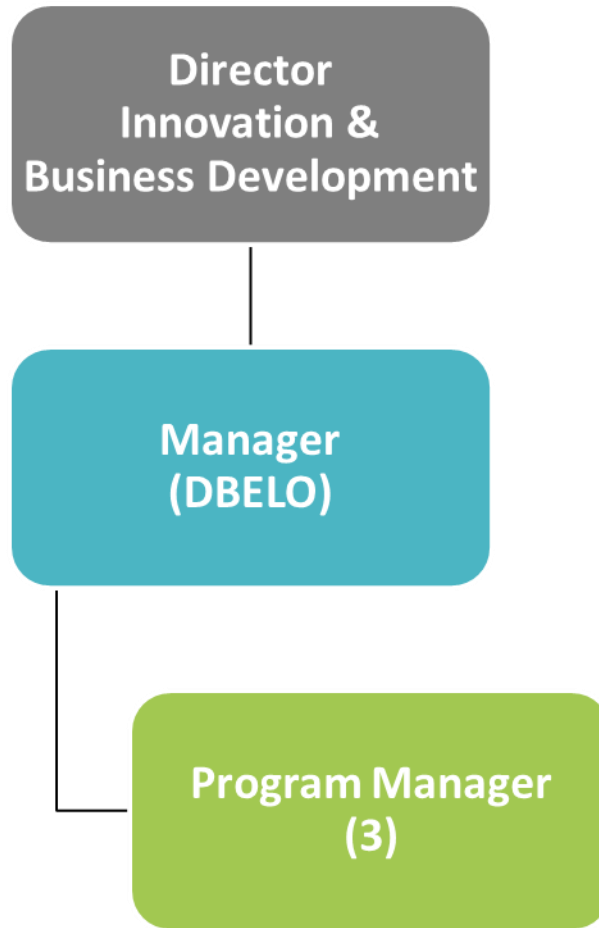 Director
Innovation &
Business Development
Manager
(DBELO)
Program Manager
(3)